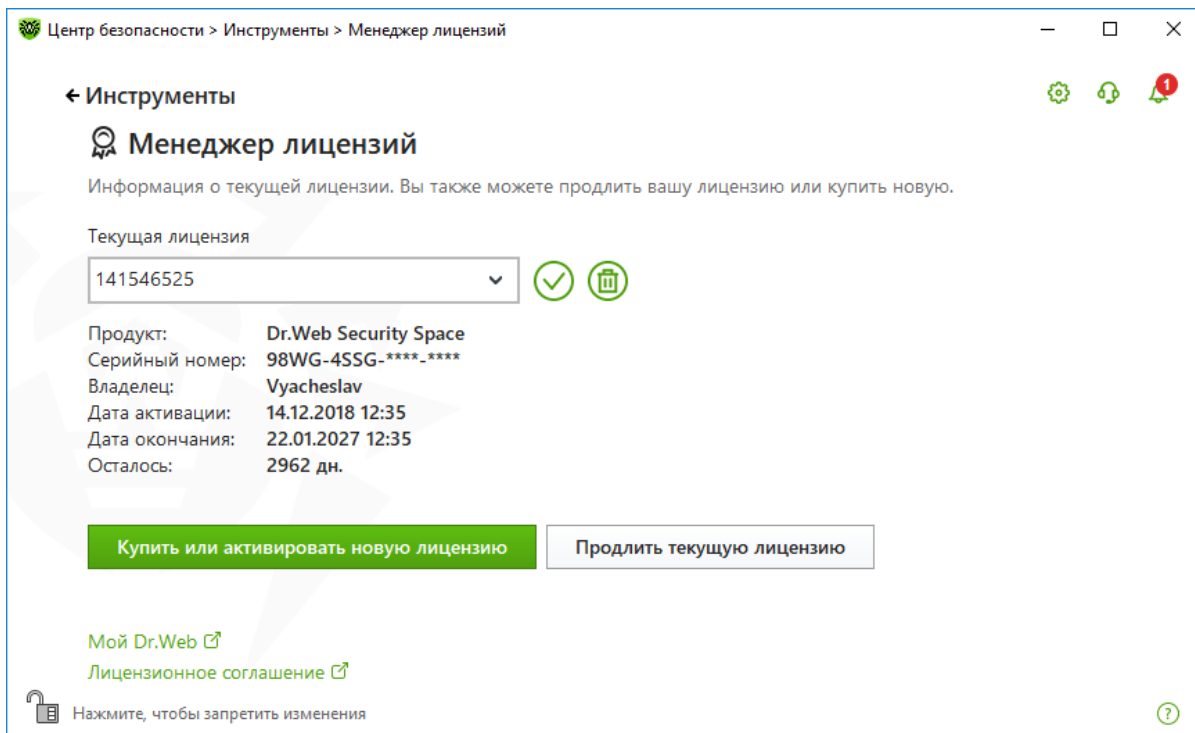 Центр безопасности > Инструменты > Менеджер лицензий
1
Инструменты
Менеджер лицензий
Информация о текущей лицензии. Вы также можете продлить вашу лицензию или купить новую.
Текущая лицензия
141546525
Продукт: Dr.Web Security Space
Серийный номер: 98WG-4SSG-****-****
Владелец: Vyacheslav
Дата активации: 14.12.2018 12:35
Дата окончания: 22.01.2027 12:35
Осталось: 2962 дн.
Купить или активировать новую лицензию Продлить текущую лицензию
Мой Dr.Web
Лицензионное соглашение
Нажмите, чтобы запретить изменения ?